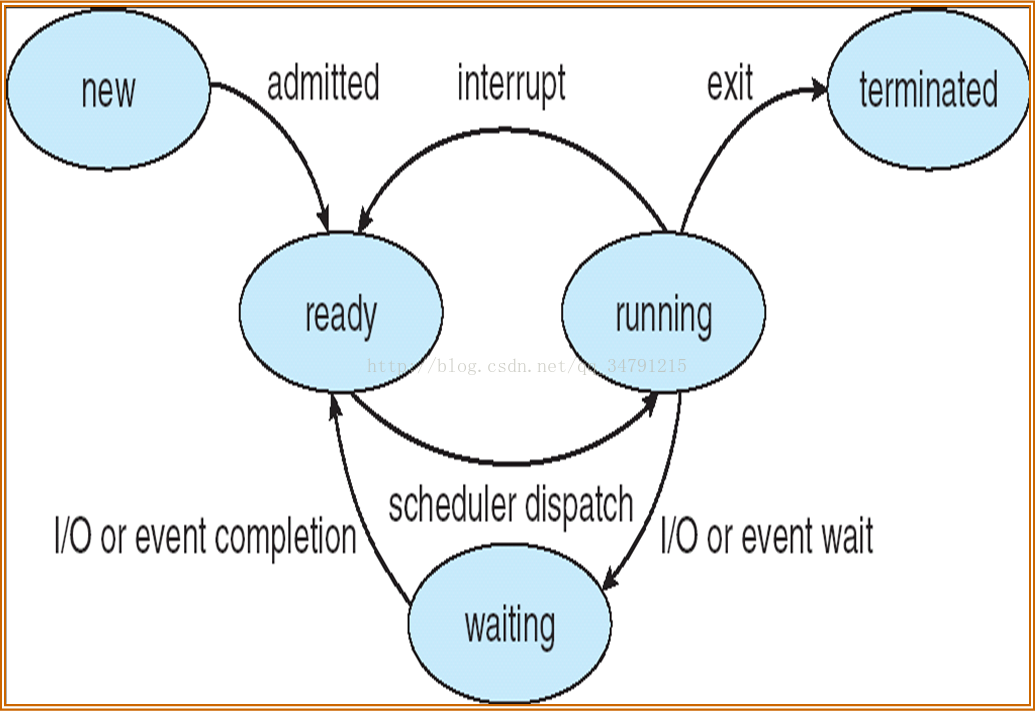 new
admitted
interrupt
exit
terminated
ready
running
scheduler dispatch
I/O or event completion
I/O or event wait
waiting